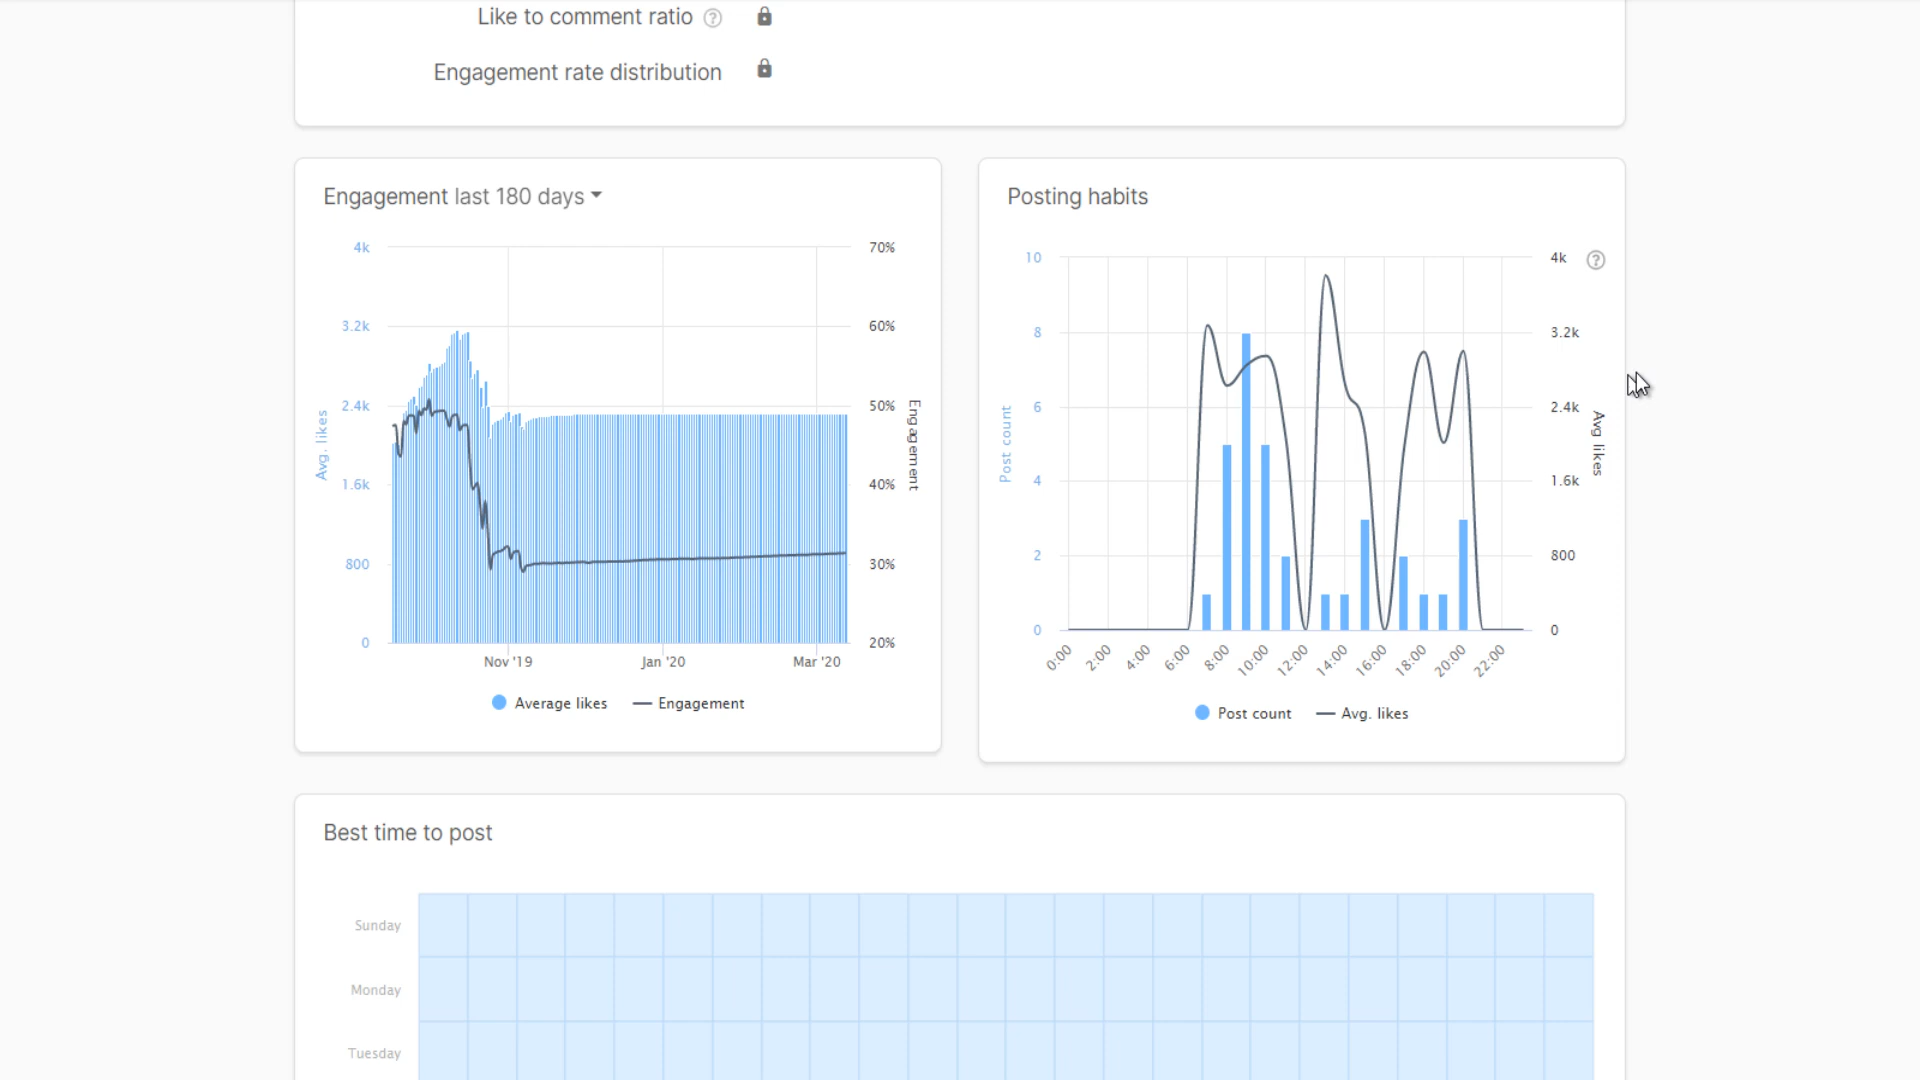 Like to comment ratio ?
Engagement rate distribution
Engagement last 180 days
4k
3.2k
2.4k
1.6k
800
0
Avg. likes
70%
60%
50%
40%
30%
20%
Engagement
Nov '19 Jan '20 Mar '20
Average likes Engagement
Posting habits
10
8
6
4
2
0
Post count
4k ?
3.2k
2.4k
1.6k
800
0
Avg likes
0:00 2:00 4:00 6:00 8:00 10:00 12:00 14:00 16:00 18:00 20:00 22:00
Post count Avg. likes
Best time to post
Sunday
Monday
Tuesday